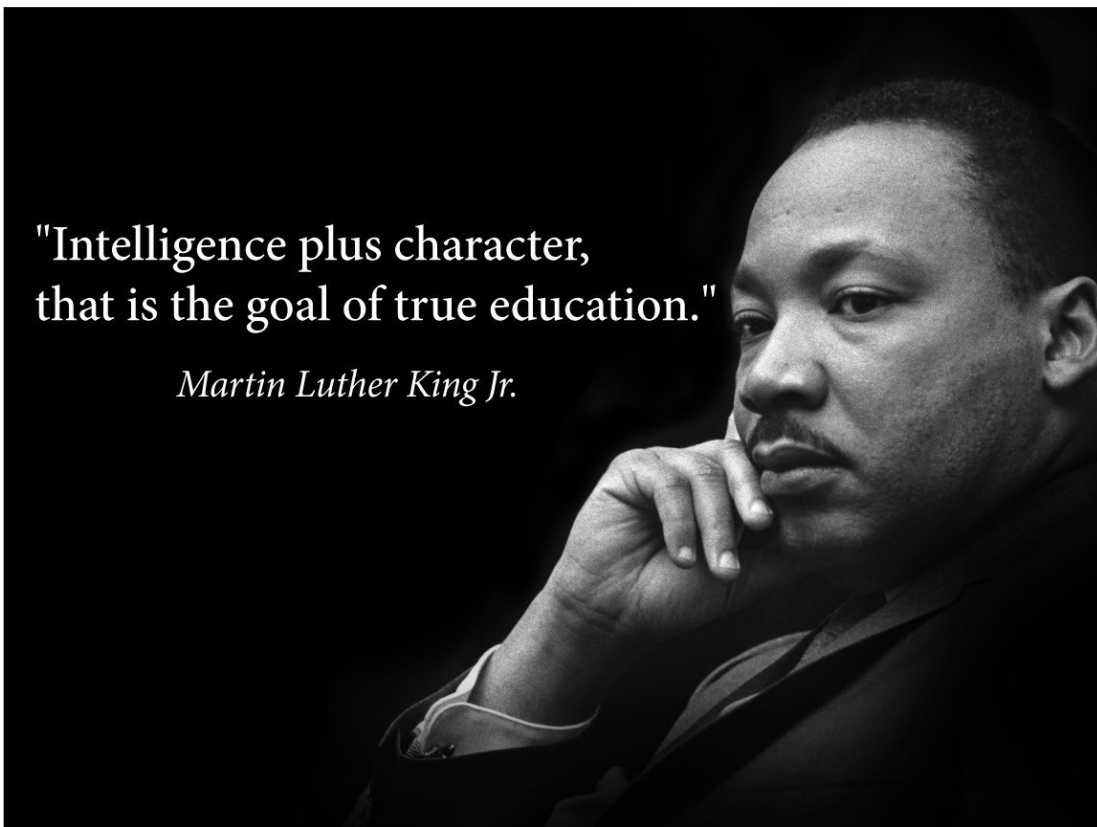 "Intelligence plus character,
that is the goal of true education."
Martin Luther King Jr.